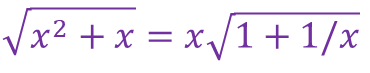 √(x² + x) = x√(1 + 1/x)